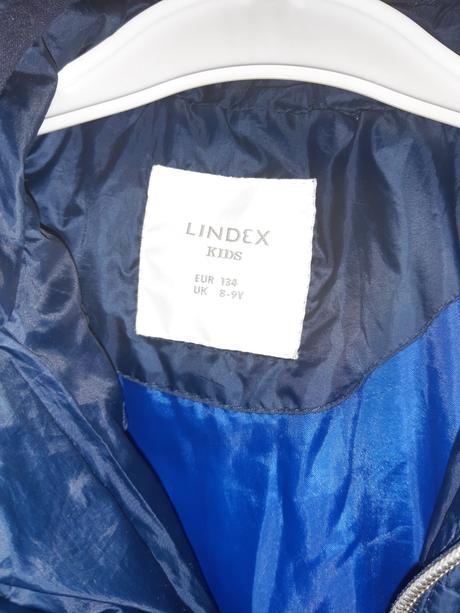 LINDEX
KIDS
EUR 134
UK 8-9Y